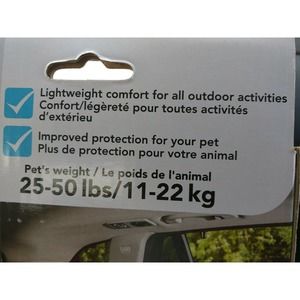 Lightweight comfort for all outdoor activities
Confort/légèreté pour toutes activités
d'extérieur
Improved protection for your pet
Plus de protection pour votre animal
Pet's weight / Le poids de l'animal
25-50 lbs/11-22 kg